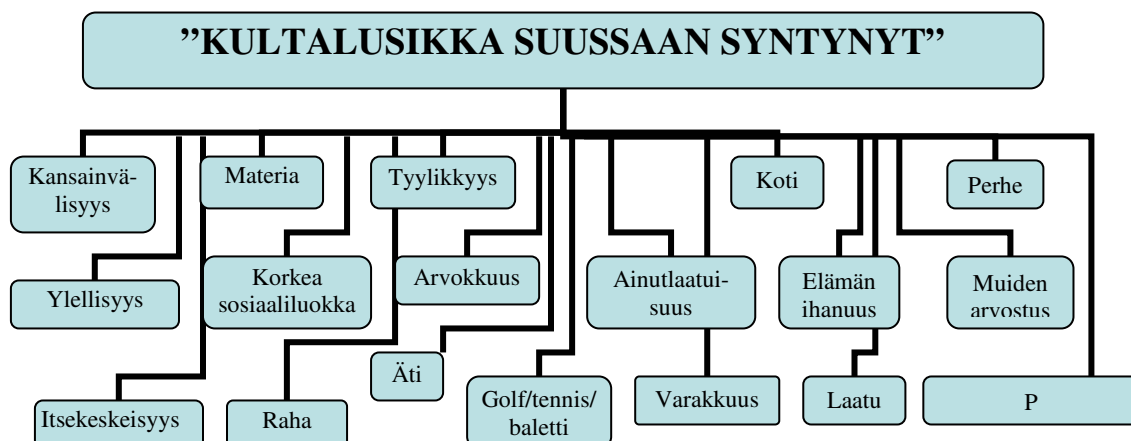 ”KULTALUSIKKA SUUSSAAN SYNTYNYT”
Kansainvä-
lisyys
Materia
Tyylikkyys
Koti
Perhe
Ylellisyys
Korkea
sosiaaliluokka
Arvokkuus
Ainutlaatui-
suus
Elämän
ihanuus
Muiden
arvostus
Äti
Itsekeskeisyys
Raha
Golf/tennis/
baletti
Varakkuus
Laatu
P